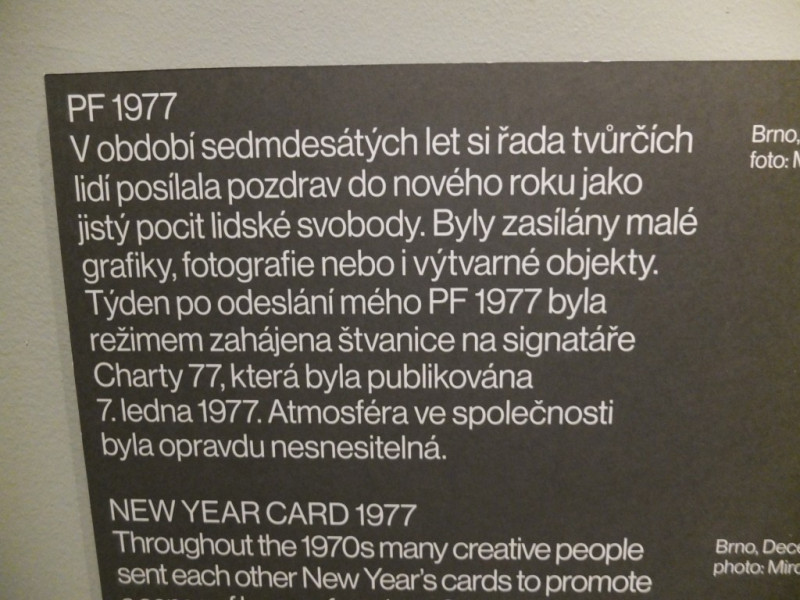 PF 1977
V období sedmdesátých let si řada tvůrčích
lidí posílala pozdrav do nového roku jako
jistý pocit lidské svobody. Byly zasílány malé
grafiky, fotografie nebo i výtvarné objekty.
Týden po odeslání mého PF 1977 byla
režimem zahájena štvanice na signatáře
Charty 77, která byla publikována
7. ledna 1977. Atmosféra ve společnosti
byla opravdu nesnesitelná.
Brno,
foto:
NEW YEAR CARD 1977
Throughout the 1970s many creative people
sent each other New Year's cards to promote
Brno,
photo: